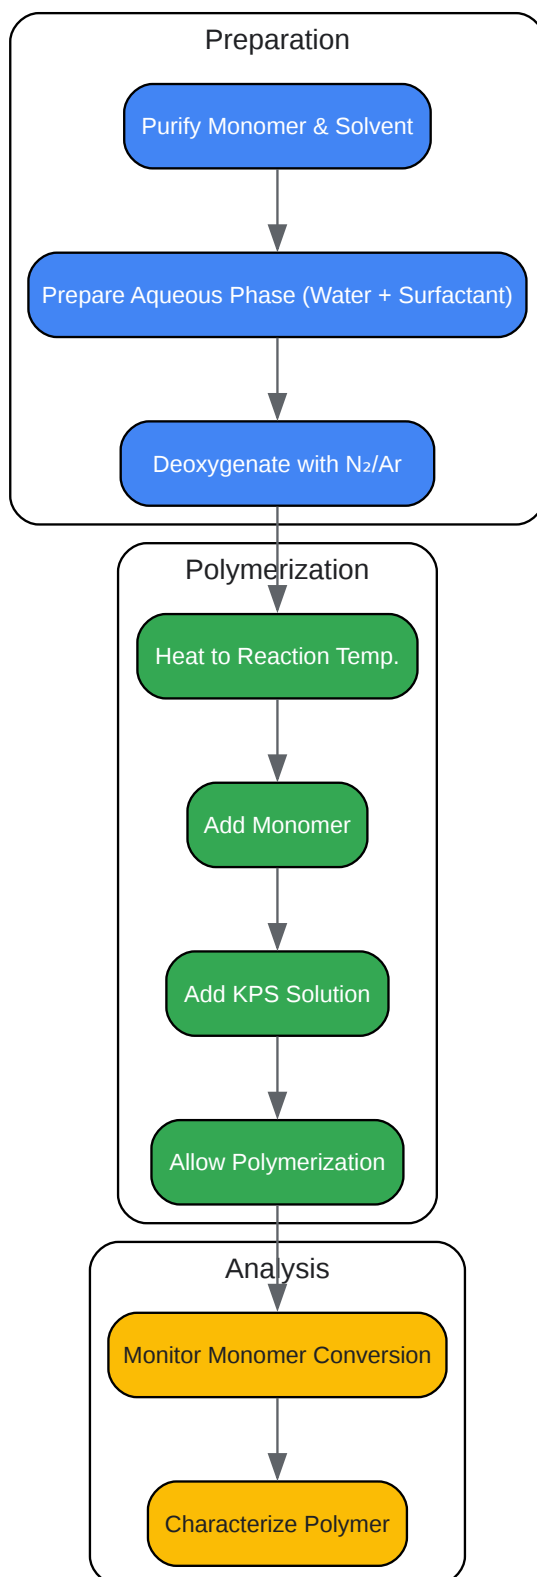 Preparation
Purify Monomer & Solvent
Prepare Aqueous Phase (Water + Surfactant)
Deoxygenate with N₂/Ar
Polymerization
Heat to Reaction Temp.
Add Monomer
Add KPS Solution
Allow Polymerization
Analysis
Monitor Monomer Conversion
Characterize Polymer